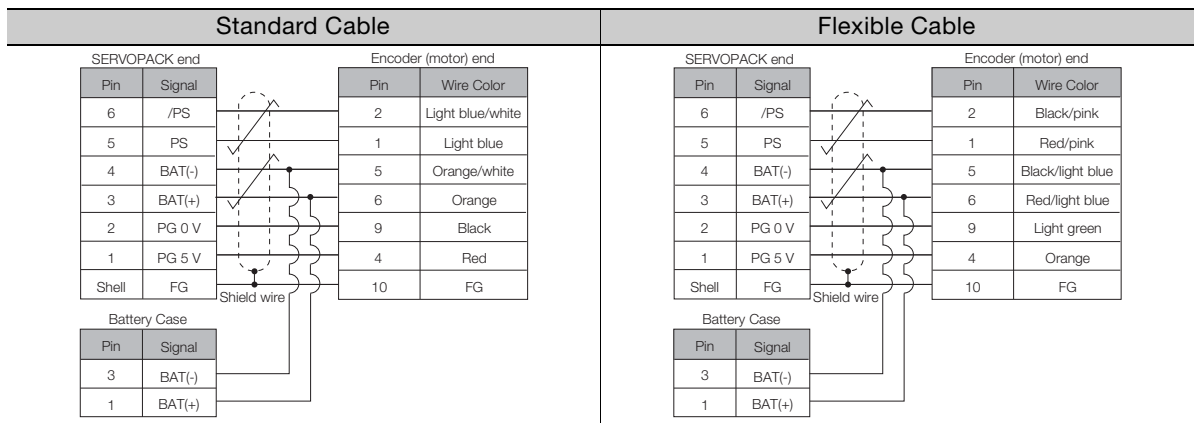 Standard Cable Flexible Cable
SERVOPACK end Encoder (motor) end
Pin Signal Pin Wire Color
6 /PS 2 Light blue/white
5 PS 1 Light blue
4 BAT(-) 5 Orange/white
3 BAT(+) 6 Orange
2 PG 0 V 9 Black
1 PG 5 V 4 Red
Shell FG 10 FG
Shield wire
Battery Case
Pin Signal
3 BAT(-)
1 BAT(+)
SERVOPACK end Encoder (motor) end
Pin Signal Pin Wire Color
6 /PS 2 Black/pink
5 PS 1 Red/pink
4 BAT(-) 5 Black/light blue
3 BAT(+) 6 Red/light blue
2 PG 0 V 9 Light green
1 PG 5 V 4 Orange
Shell FG 10 FG
Shield wire
Battery Case
Pin Signal
3 BAT(-)
1 BAT(+)